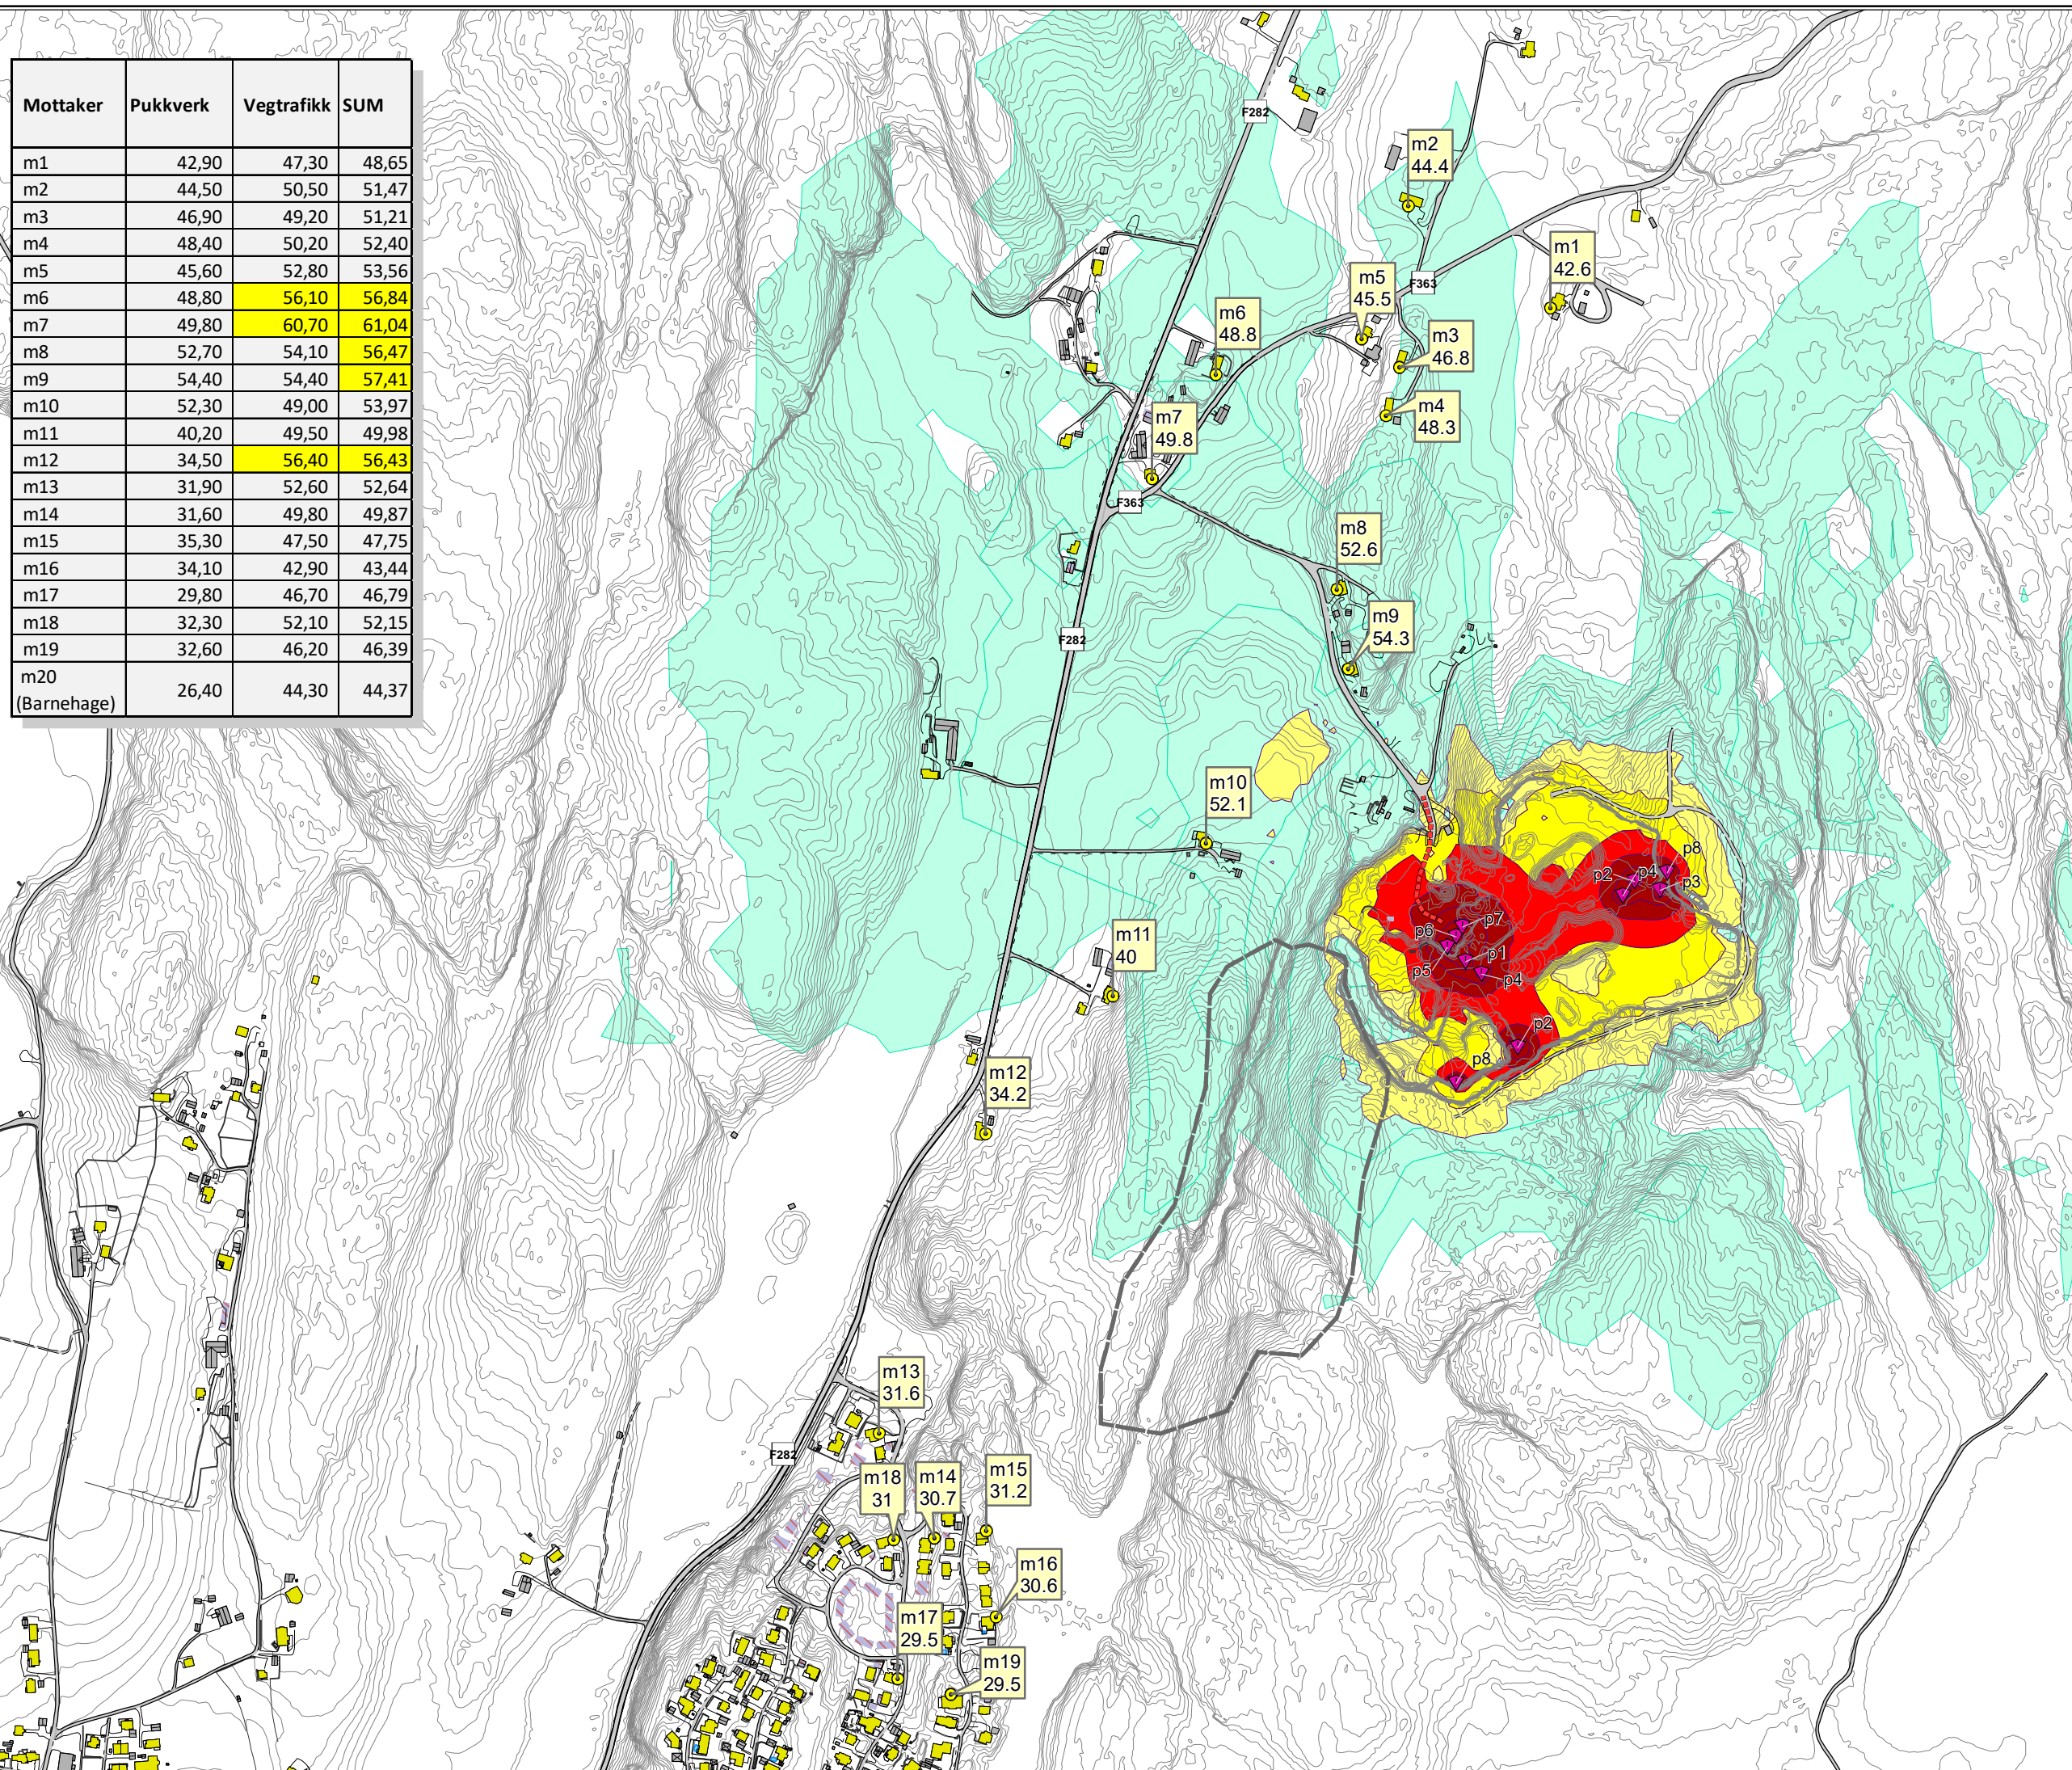 Mottaker Pukkverk Vegtrafikk SUM
m1 42,90 47,30 48,65
m2 44,50 50,50 51,47
m3 46,90 49,20 51,21
m4 48,40 50,20 52,40
m5 45,60 52,80 53,56
m6 48,80 56,10 56,84
m7 49,80 60,70 61,04
m8 52,70 54,10 56,47
m9 54,40 54,40 57,41
m10 52,30 49,00 53,97
m11 40,20 49,50 49,98
m12 34,50 56,40 56,43
m13 31,90 52,60 52,64
m14 31,60 49,80 49,87
m15 35,30 47,50 47,75
m16 34,10 42,90 43,44
m17 29,80 46,70 46,79
m18 32,30 52,10 52,15
m19 32,60 46,20 46,39
m20
(Barnehage) 26,40 44,30 44,37
F282
m2
44.4
m1
42.6
F363
m5
45.5
m6
48.8
m3
46.8
m4
48.3
m7
49.8
F363
m8
52.6
m9
54.3
F282
m10
52.1
p8
p2
p4
p3
p7
p6
p1
p5
p4
p2
p8
m11
40
m12
34.2
m13
31.6
F282
m18
31
m14
30.7
m15
31.2
m16
30.6
m17
29.5
m19
29.5